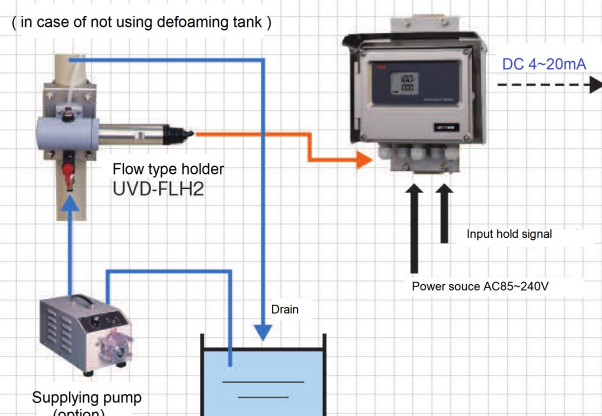 ( in case of not using defoaming tank )
DC 4~20mA
Flow type holder
UVD-FLH2
Input hold signal
Power souce AC85~240V
Drain
Supplying pump
(option)